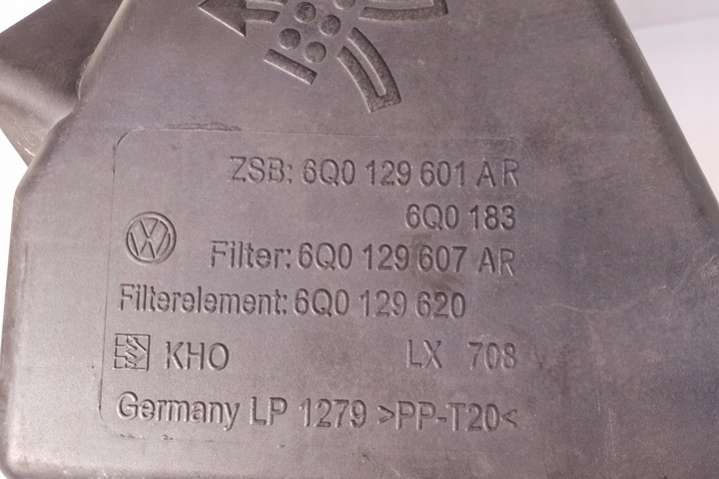 ZSB: 6Q0 129 601 AR
6Q0 183
Filter: 6Q0 129 607 AR
Filterelement: 6Q0 129 620
KHO LX 708
Germany LP 1279 >PP-T20<